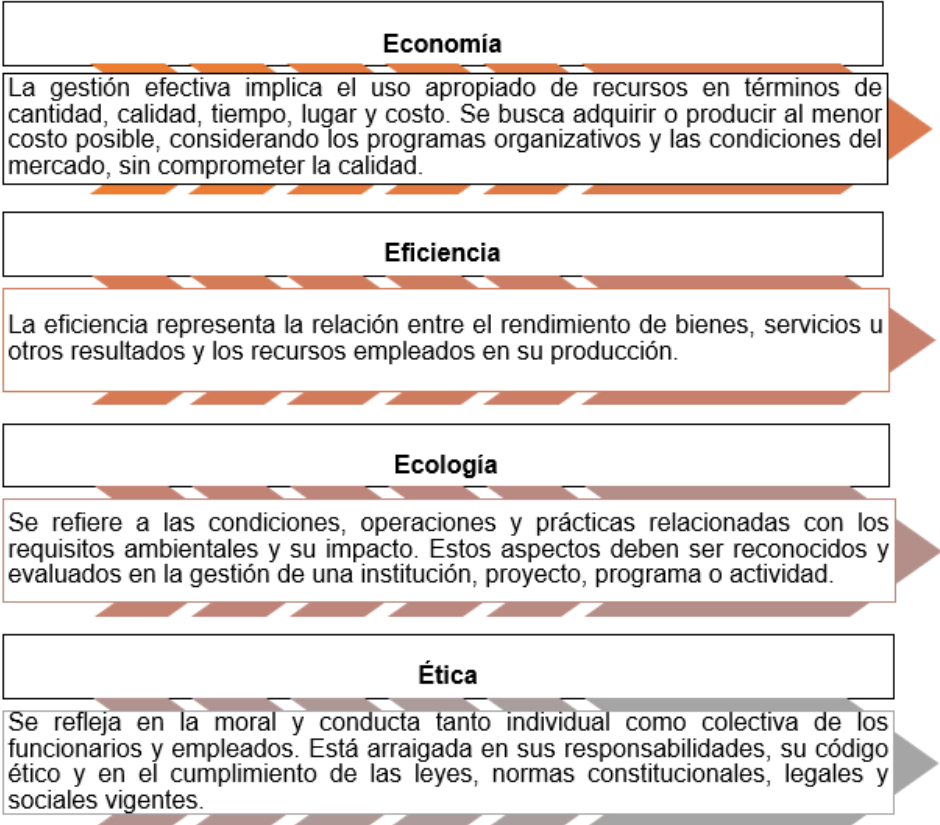 Economía
La gestión efectiva implica el uso apropiado de recursos en términos de
cantidad, calidad, tiempo, lugar y costo. Se busca adquirir o producir al menor
costo posible, considerando los programas organizativos y las condiciones del
mercado, sin comprometer la calidad.
Eficiencia
La eficiencia representa la relación entre el rendimiento de bienes, servicios u
otros resultados y los recursos empleados en su producción.
Ecología
Se refiere a las condiciones, operaciones y prácticas relacionadas con los
requisitos ambientales y su impacto. Estos aspectos deben ser reconocidos y
evaluados en la gestión de una institución, proyecto, programa o actividad.
Ética
Se refleja en la moral y conducta tanto individual como colectiva de los
funcionarios y empleados. Está arraigada en sus responsabilidades, su código
ético y en el cumplimiento de las leyes, normas constitucionales, legales y
sociales vigentes.